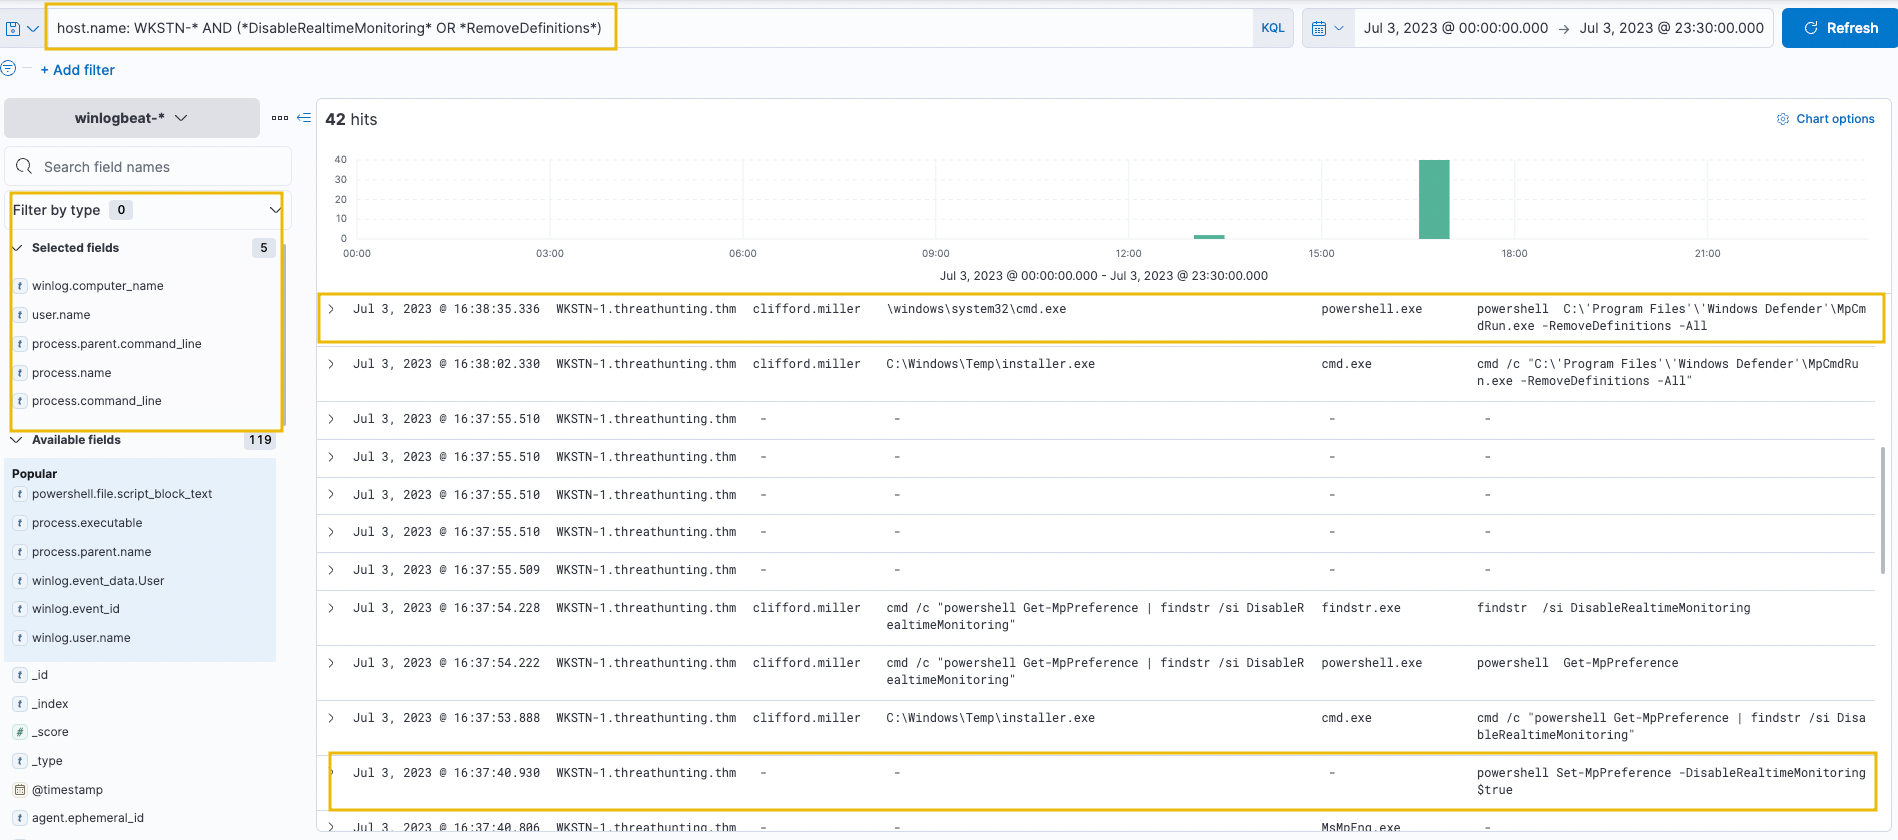 host.name: WKSTN-* AND (*DisableRealtimeMonitoring* OR *RemoveDefinitions*)
KQL
Jul 3, 2023 @ 00:00:00.000 → Jul 3, 2023 @ 23:30:00.000
Refresh
+ Add filter
winlogbeat-*
Search field names
Filter by type 0
Selected fields 5
t winlog.computer_name
t user.name
t process.parent.command_line
t process.name
t process.command_line
Available fields 119
Popular
t powershell.file.script_block_text
t process.executable
t process.parent.name
t winlog.event_data.User
t winlog.event_id
t winlog.user.name
t _id
t _index
# _score
t _type
@timestamp
t agent.ephemeral_id
42 hits
Chart options
40
30
20
10
0
00:00 03:00 06:00 09:00 12:00 15:00 18:00 21:00
Jul 3, 2023 @ 00:00:00.000 - Jul 3, 2023 @ 23:30:00.000
Jul 3, 2023 @ 16:38:35.336 WKSTN-1.threathunting.thm clifford.miller \windows\system32\cmd.exe powershell.exe powershell  C:\'Program Files'\'Windows Defender'\MpCm
dRun.exe -RemoveDefinitions -All
Jul 3, 2023 @ 16:38:02.330 WKSTN-1.threathunting.thm clifford.miller C:\Windows\Temp\installer.exe cmd.exe cmd /c "C:\'Program Files'\'Windows Defender'\MpCmdRu
n.exe -RemoveDefinitions -All"
Jul 3, 2023 @ 16:37:55.510 WKSTN-1.threathunting.thm - - - -
Jul 3, 2023 @ 16:37:55.510 WKSTN-1.threathunting.thm - - - -
Jul 3, 2023 @ 16:37:55.510 WKSTN-1.threathunting.thm - - - -
Jul 3, 2023 @ 16:37:55.510 WKSTN-1.threathunting.thm - - - -
Jul 3, 2023 @ 16:37:55.509 WKSTN-1.threathunting.thm - - - -
Jul 3, 2023 @ 16:37:54.228 WKSTN-1.threathunting.thm clifford.miller cmd /c "powershell Get-MpPreference | findstr /si DisableR findstr.exe findstr  /si DisableRealtimeMonitoring
ealtimeMonitoring"
Jul 3, 2023 @ 16:37:54.222 WKSTN-1.threathunting.thm clifford.miller cmd /c "powershell Get-MpPreference | findstr /si DisableR powershell.exe powershell  Get-MpPreference
ealtimeMonitoring"
Jul 3, 2023 @ 16:37:53.888 WKSTN-1.threathunting.thm clifford.miller C:\Windows\Temp\installer.exe cmd.exe cmd /c "powershell Get-MpPreference | findstr /si Disa
bleRealtimeMonitoring"
Jul 3, 2023 @ 16:37:40.930 WKSTN-1.threathunting.thm - - - powershell Set-MpPreference -DisableRealtimeMonitoring
$true
Jul 3, 2023 @ 16:37:40.806 WKSTN-1.threathunting.thm - - MsMpEng.exe -